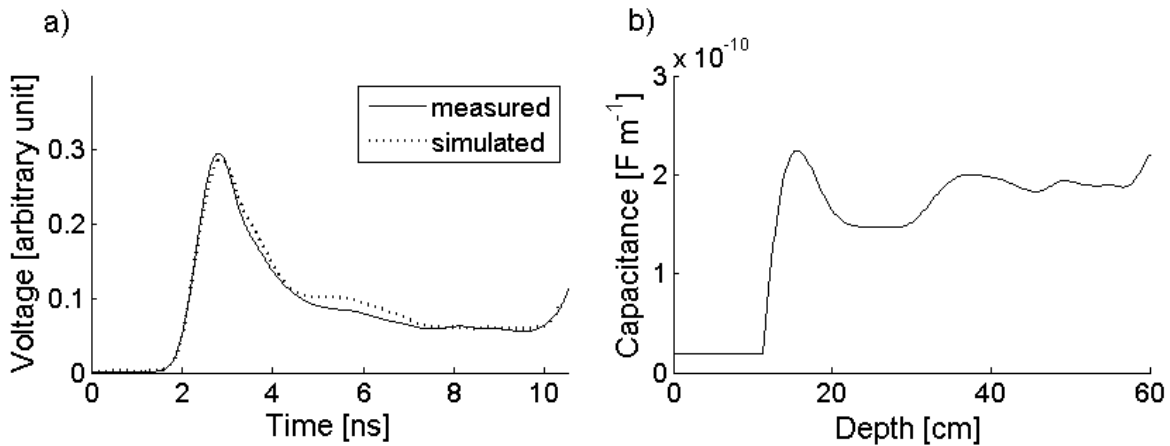 a)
Voltage [arbitrary unit]
0.3
0.2
0.1
0
0 2 4 6 8 10
Time [ns]
measured
simulated
b)
x 10-10
Capacitance [F m-1]
3
2
1
0
0 20 40 60
Depth [cm]